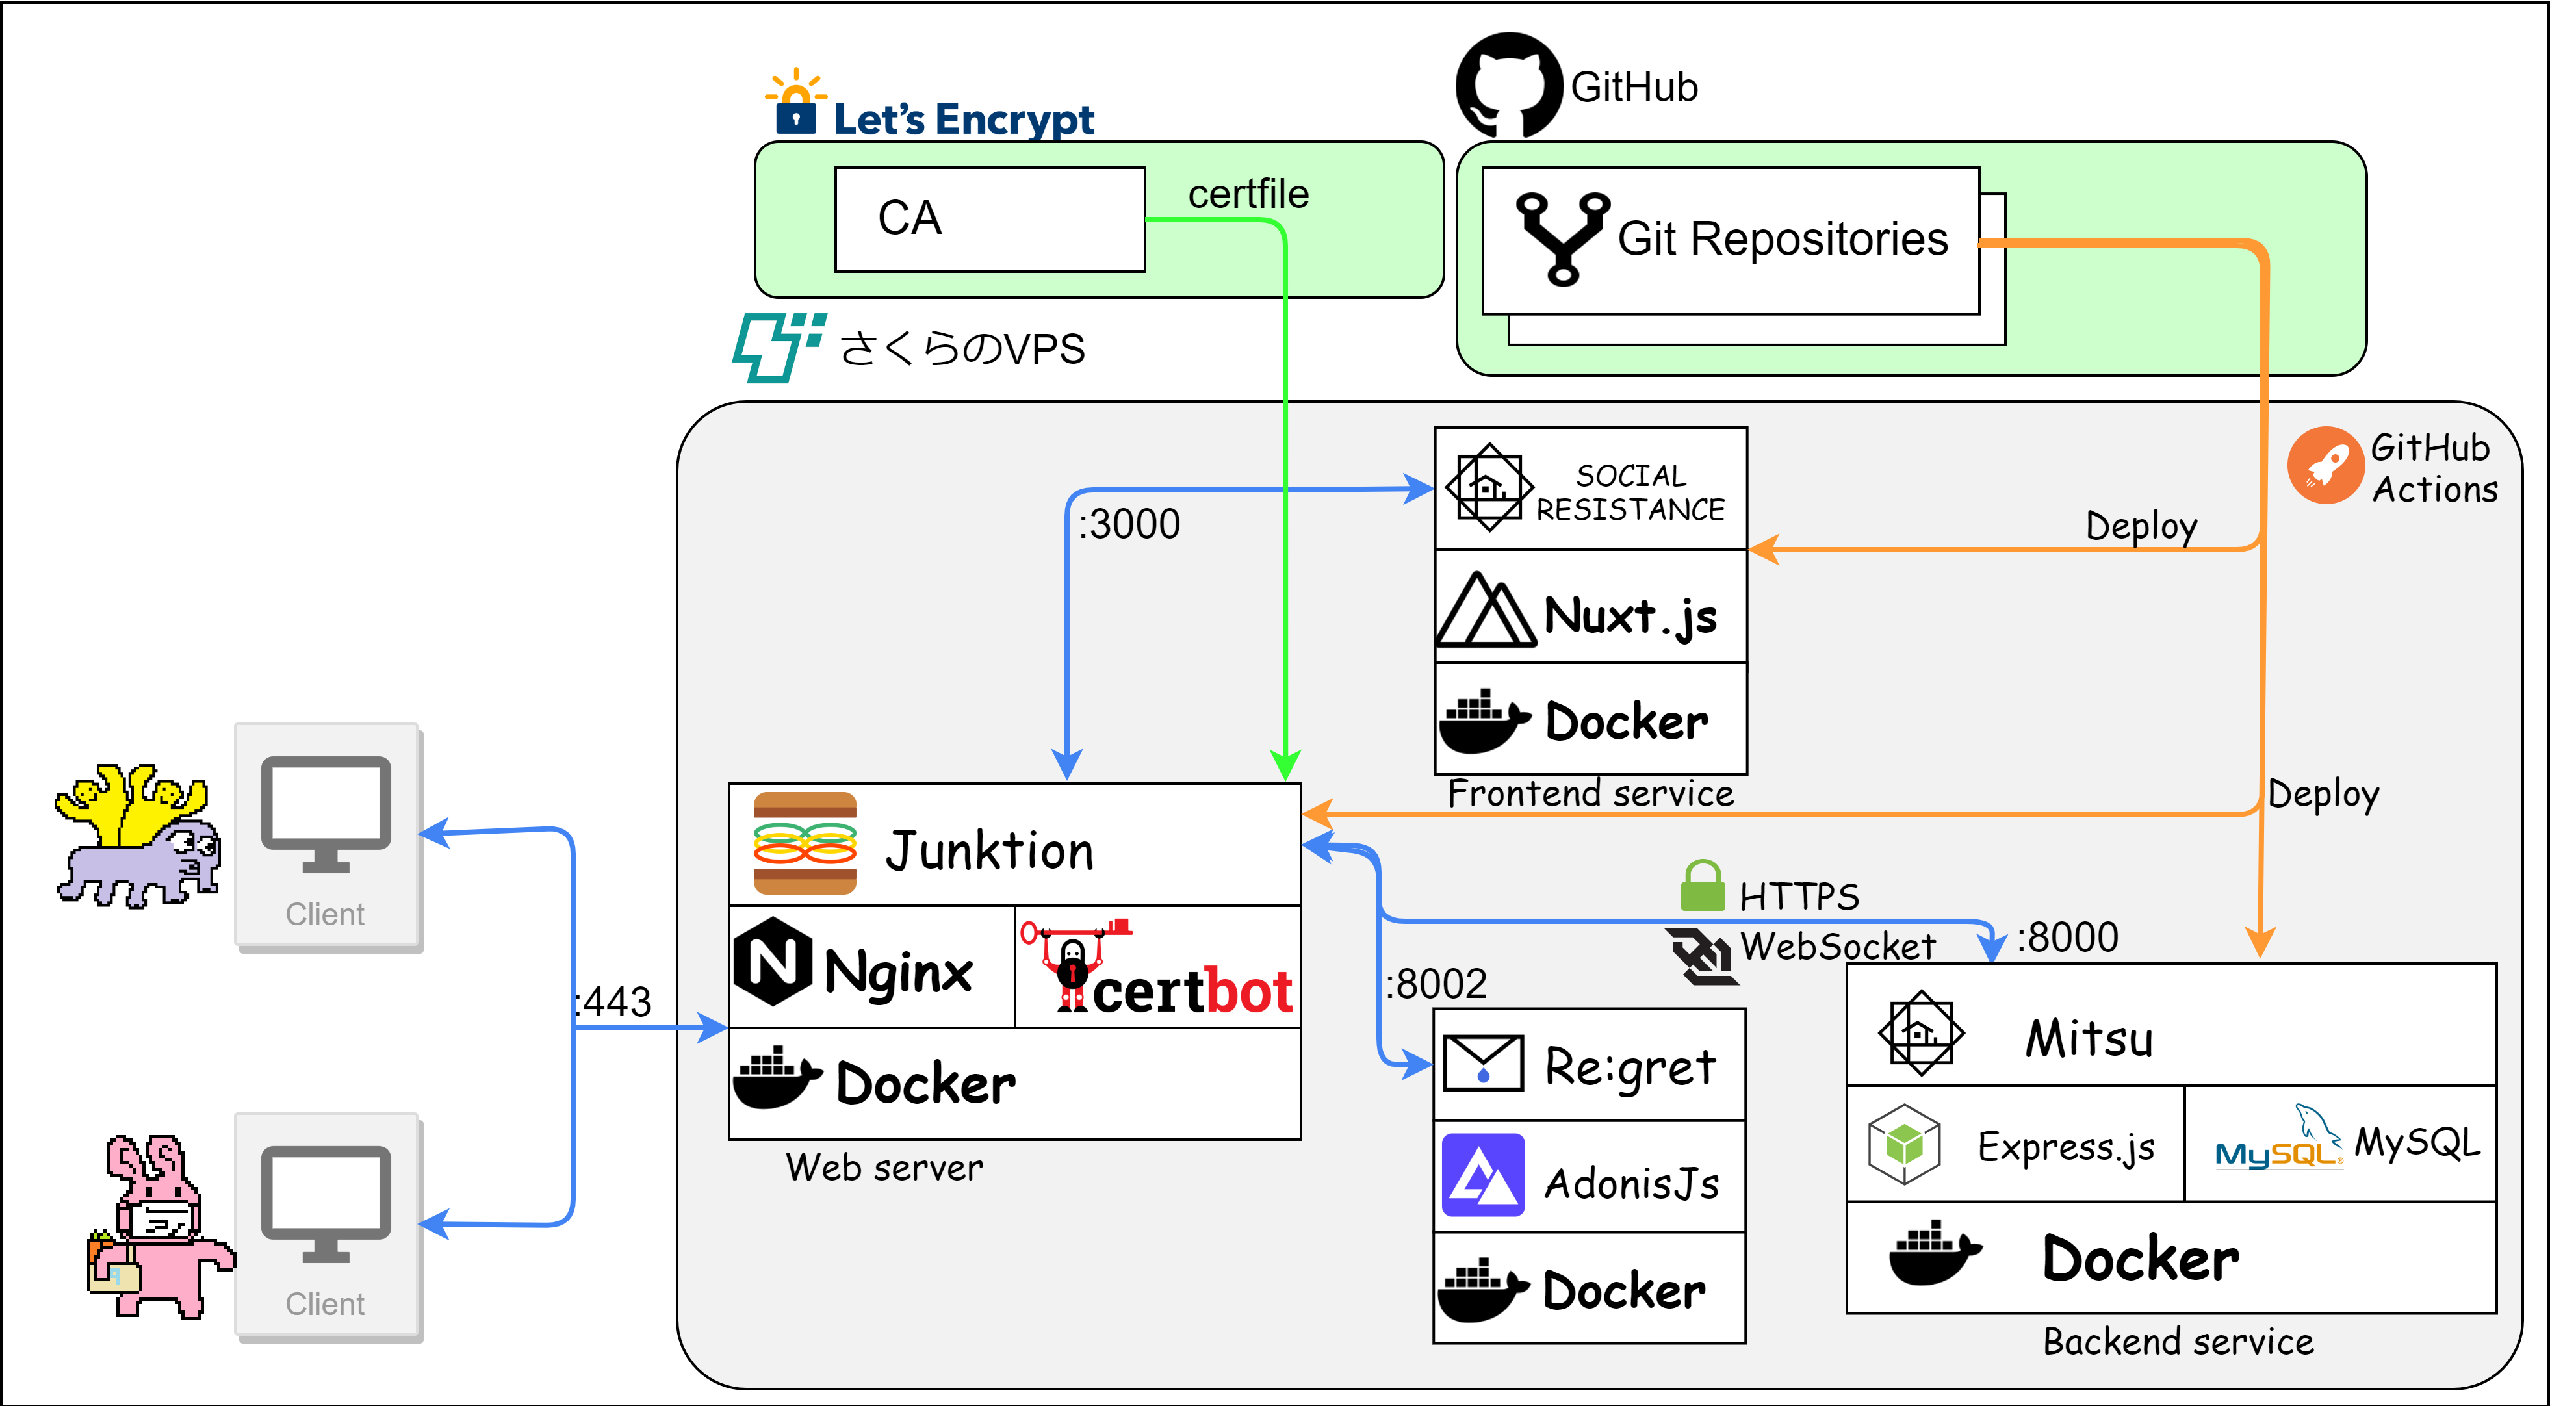 Let's Encrypt
GitHub
CA
certfile
Git Repositories
さくらのVPS
GitHub
Actions
SOCIAL
RESISTANCE
:3000
Deploy
Nuxt.js
Docker
Frontend service
Deploy
Junktion
Nginx
certbot
Docker
Web server
Client
:443
Client
HTTPS
WebSocket
:8000
:8002
Re:gret
AdonisJs
Docker
Mitsu
Express.js
MySQL
MySQL
Docker
Backend service